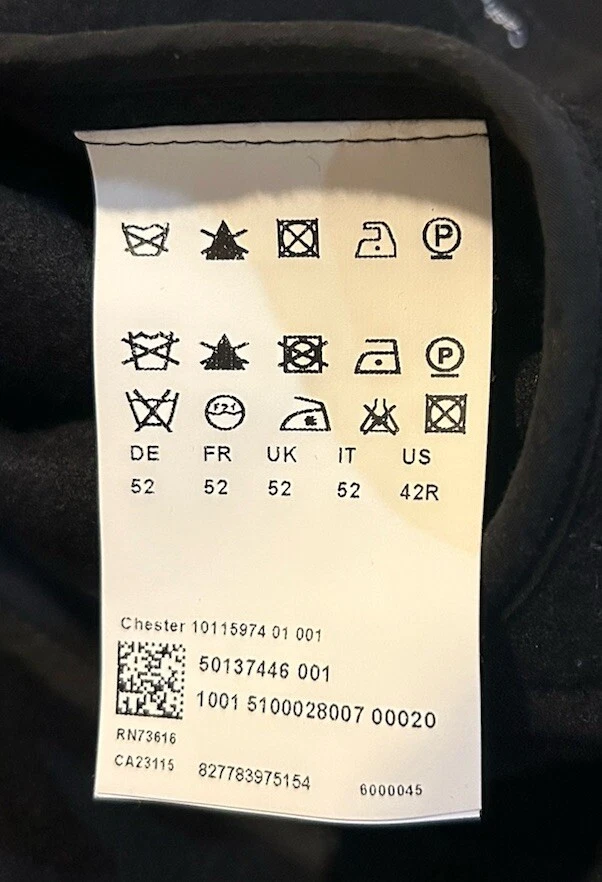 P
P
DE FR UK IT US
52 52 52 52 42R
Chester 10115974 01 001
50137446 001
1001 5100028007 00020
RN73616
CA23115 827783975154 6000045